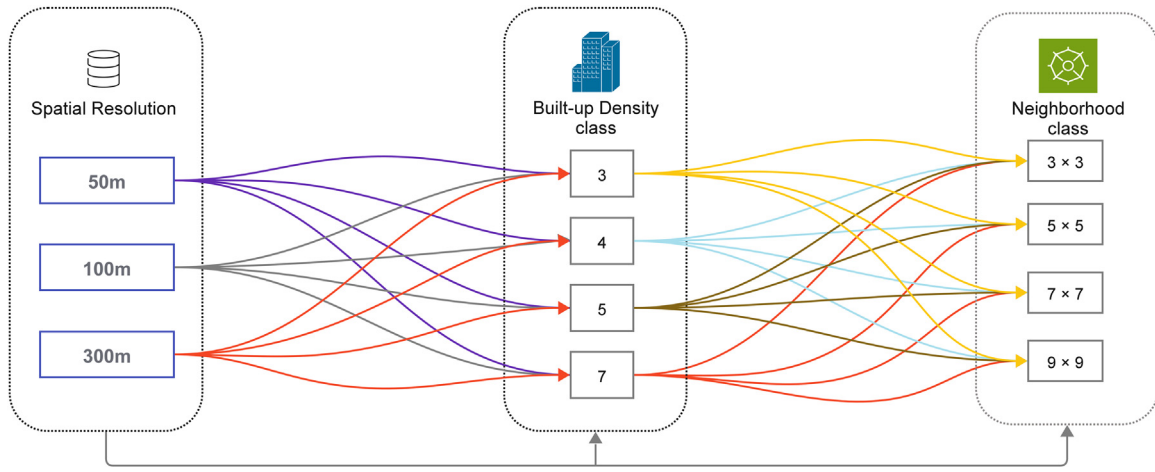 Spatial Resolution
50m
100m
300m
Built-up Density
class
3
4
5
7
Neighborhood
class
3 × 3
5 × 5
7 × 7
9 × 9